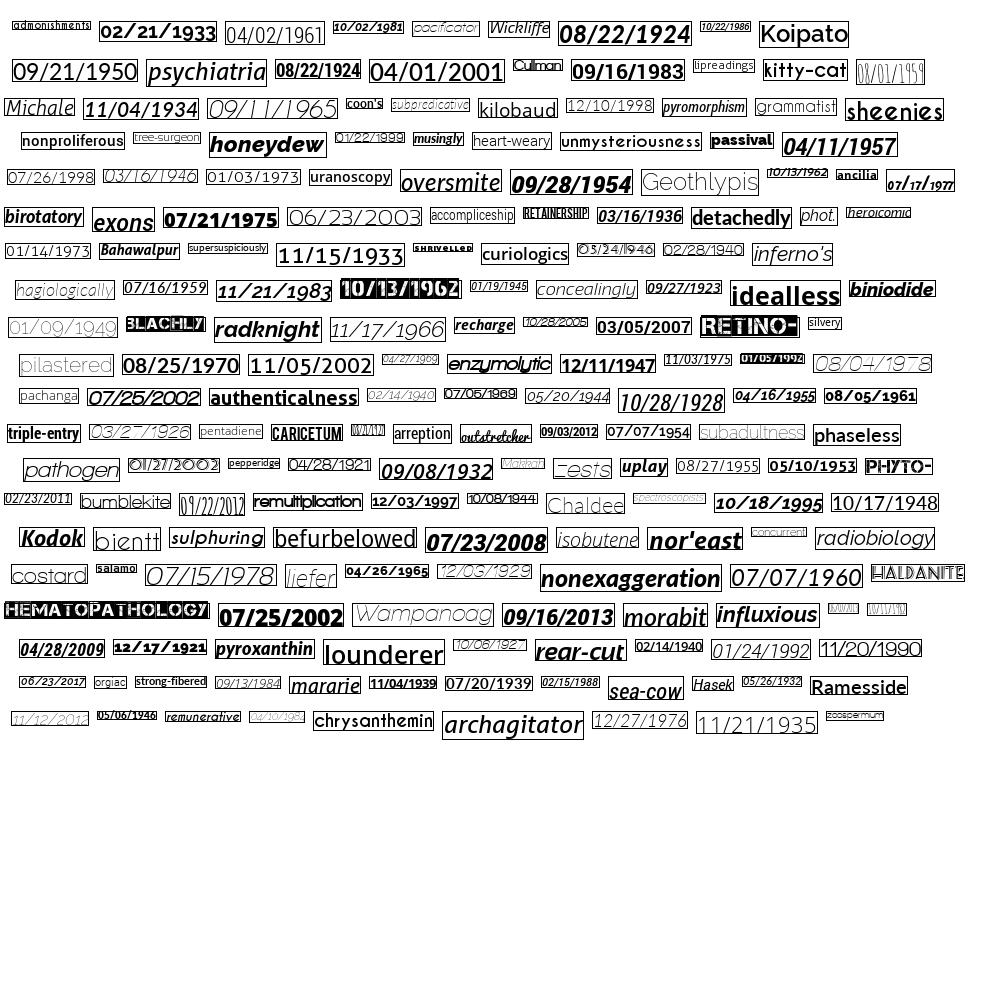 admonishments 02/21/1933 04/02/1961 10/02/1981 pacificator Wickliffe 08/22/1924 10/22/1986 Koipato
09/21/1950 psychiatria 08/22/1924 04/01/2001 Cullman 09/16/1983 lipreadings kitty-cat 08/01/1959
Michale 11/04/1934 09/11/1965 coon's subpredicative kilobaud 12/10/1998 pyromorphism grammatist sheenies
nonproliferous tree-surgeon honeydew 01/22/1999 musingly heart-weary unmysteriousness passival 04/11/1957
07/26/1998 03/16/1946 01/03/1973 uranoscopy oversmite 09/28/1954 Geothlypis 10/13/1962 ancilia 07/17/1977
birotatory exons 07/21/1975 06/23/2003 accompliceship RETAINERSHIP 03/16/1936 detachedly phot. heroicomic
01/14/1973 Bahawalpur supersuspiciously 11/15/1933 SHRIVELLED curiologics 03/24/1946 02/28/1940 inferno's
hagiologically 07/16/1959 11/21/1983 10/13/1962 01/19/1945 concealingly 09/27/1923 idealless biniodide
01/09/1949 BLACHLY radknight 11/17/1966 recharge 10/28/2005 03/05/2007 RETINO- silvery
pilastered 08/25/1970 11/05/2002 04/27/1969 enzymolytic 12/11/1947 11/03/1975 01/05/1992 08/04/1978
pachanga 07/25/2002 authenticalness 02/14/1940 07/05/1969 05/20/1944 10/28/1928 04/16/1955 08/05/1961
triple-entry 03/27/1926 pentadiene CARICETUM arreption outstretcher 09/03/2012 07/07/1954 subadultness phaseless
pathogen 01/27/2002 pepperidge 04/28/1921 09/08/1932 Makkah zests uplay 08/27/1955 05/10/1953 PHYTO-
02/23/2011 bumblekite 09/22/2012 remultiplication 12/03/1997 10/08/1944 Chaldee spectroscopists 10/18/1995 10/17/1948
Kodok bientt sulphuring befurbelowed 07/23/2008 isobutene nor'east concurrent radiobiology
costard salamo 07/15/1978 liefer 04/26/1965 12/03/1929 nonexaggeration 07/07/1960 HALDANITE
HEMATOPATHOLOGY 07/25/2002 Wampanoag 09/16/2013 morabit influxious
04/28/2009 12/17/1921 pyroxanthin lounderer 10/06/1927 rear-cut 02/14/1940 01/24/1992 11/20/1990
06/23/2017 orgiac strong-fibered 09/13/1984 mararie 11/04/1939 07/20/1939 02/15/1988 sea-cow Hasek 05/26/1932 Ramesside
11/12/2012 05/06/1946 remunerative 04/10/1984 chrysanthemin archagitator 12/27/1976 11/21/1935 zoospermum